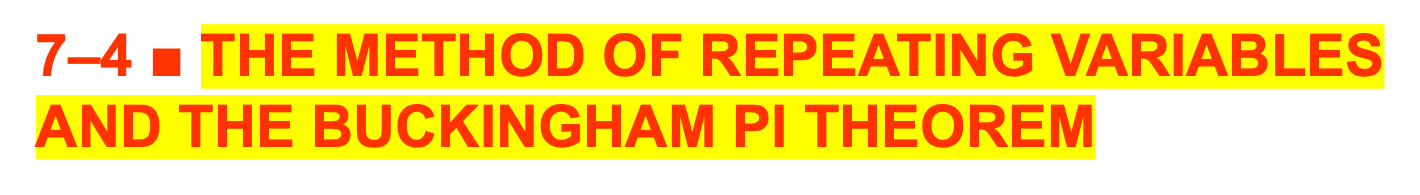 7–4 ■ THE METHOD OF REPEATING VARIABLES
AND THE BUCKINGHAM PI THEOREM